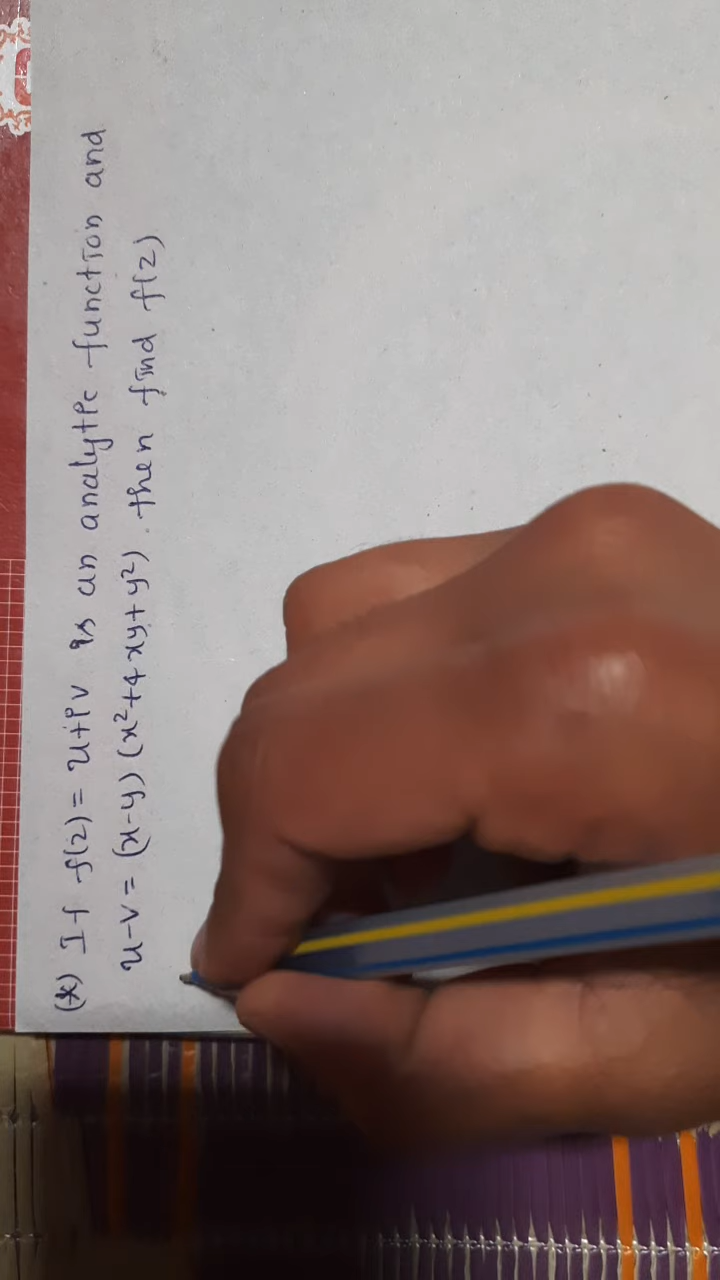 (*) If f(z) = u+iv is an analytic function and
u-v = (x-y) (x²+4xy+y²). then find f(z)